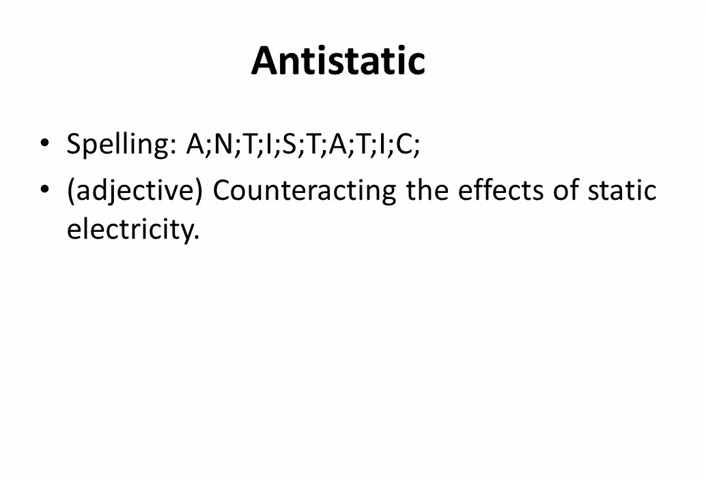 Antistatic
• Spelling: A;N;T;I;S;T;A;T;I;C;
• (adjective) Counteracting the effects of static
electricity.